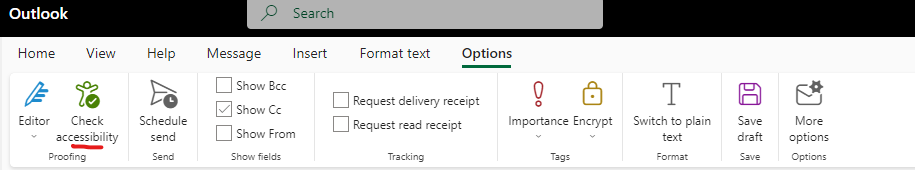 Outlook
Search
Home View Help Message Insert Format text Options
Editor
Check accessibility
Proofing
Schedule send
Send
Show Bcc
Show Cc
Show From
Show fields
Request delivery receipt
Request read receipt
Tracking
Importance
Encrypt
Tags
Switch to plain text
Format
Save draft
Save
More options
Options